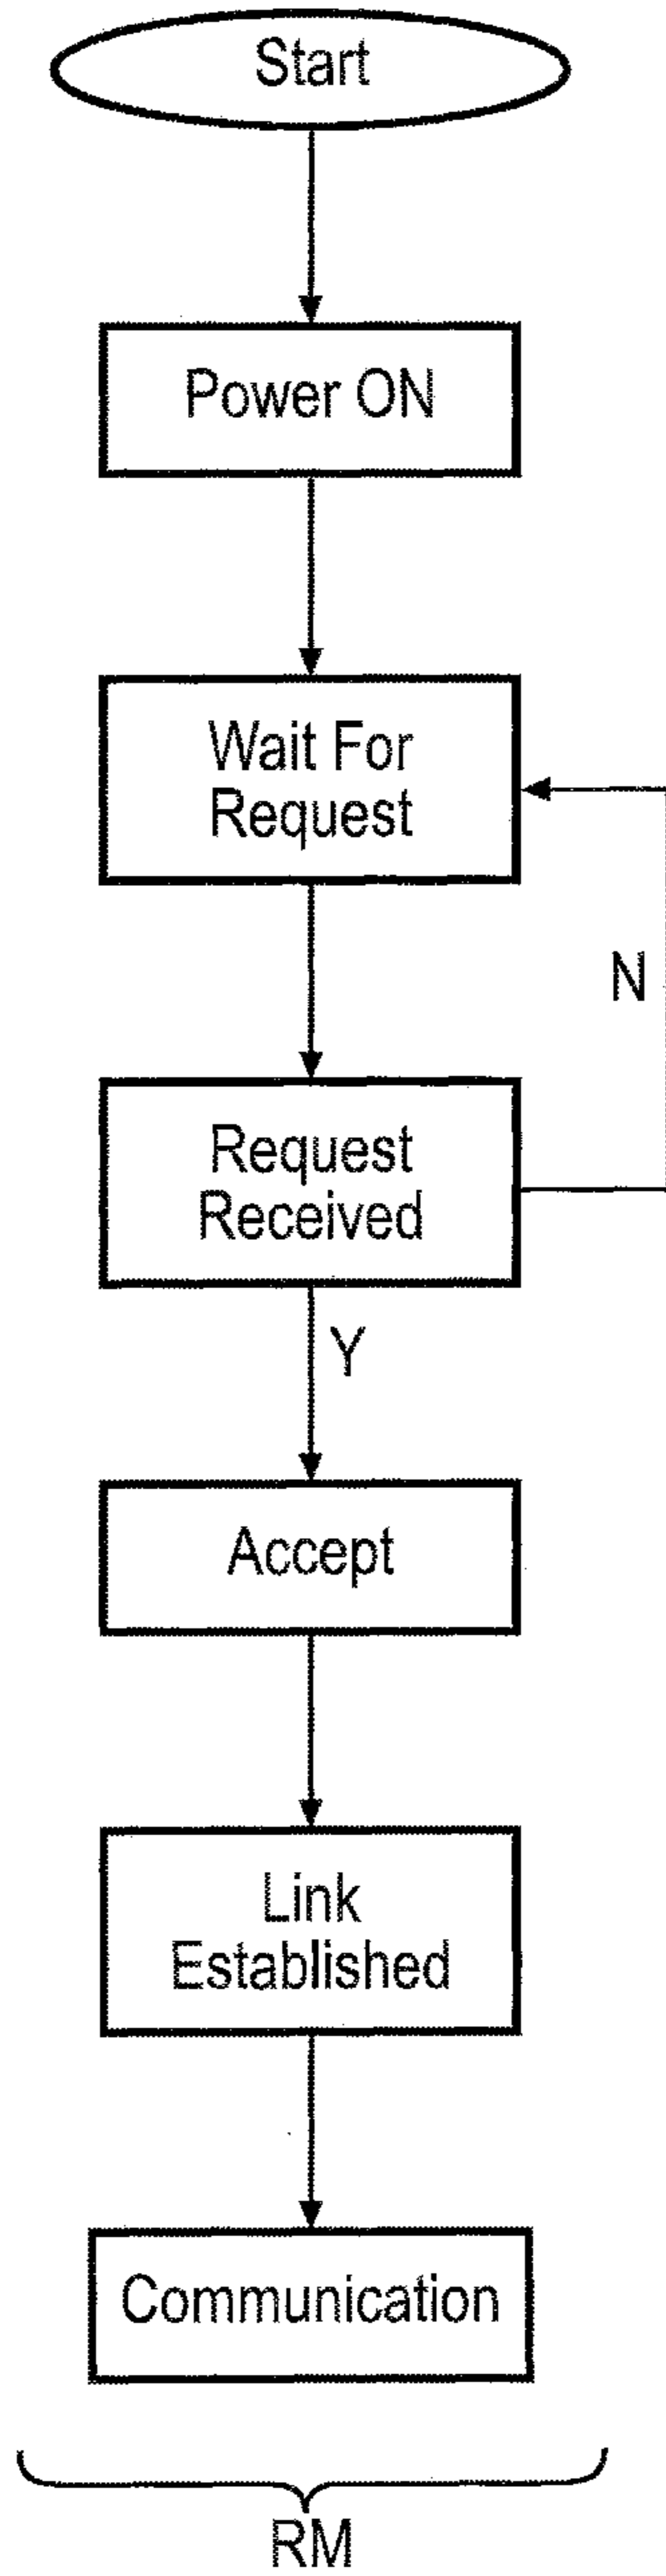 Start
Power ON
Wait For
Request
N
Request
Received
Y
Accept
Link
Established
Communication
RM